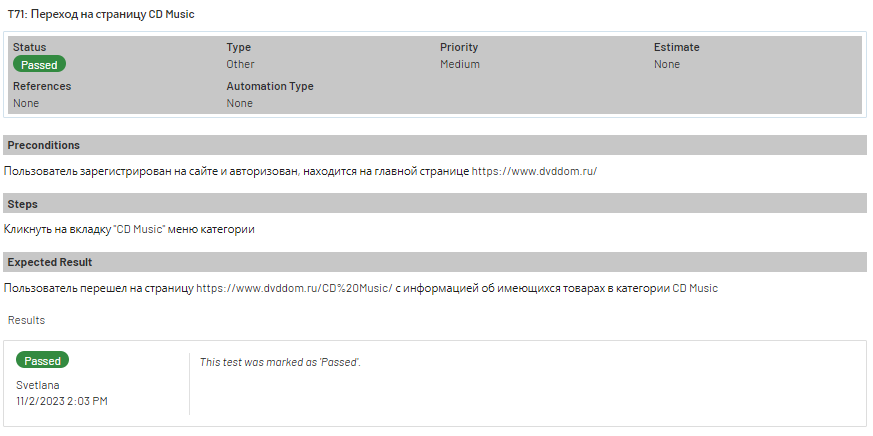 T71: Переход на страницу CD Music
Status Type Priority Estimate
Passed Other Medium None
References Automation Type
None None
Preconditions
Пользователь зарегистрирован на сайте и авторизован, находится на главной странице https://www.dvddom.ru/
Steps
Кликнуть на вкладку "CD Music" меню категории
Expected Result
Пользователь перешел на страницу https://www.dvddom.ru/CD%20Music/ с информацией об имеющихся товарах в категории CD Music
Results
Passed This test was marked as 'Passed'.
Svetlana
11/2/2023 2:03 PM